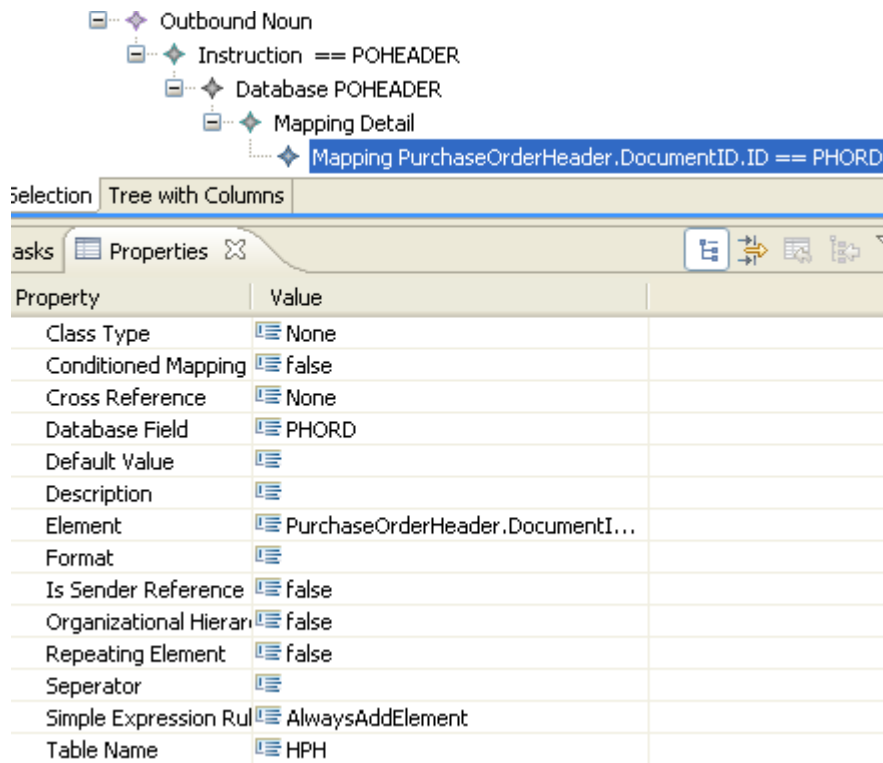 Outbound Noun
Instruction == POHEADER
Database POHEADER
Mapping Detail
Mapping PurchaseOrderHeader.DocumentID.ID == PHORD
Selection Tree with Columns
asks Properties
Property Value
Class Type None
Conditioned Mapping false
Cross Reference None
Database Field PHORD
Default Value
Description
Element PurchaseOrderHeader.DocumentI...
Format
Is Sender Reference false
Organizational Hierar false
Repeating Element false
Seperator
Simple Expression Rul AlwaysAddElement
Table Name HPH